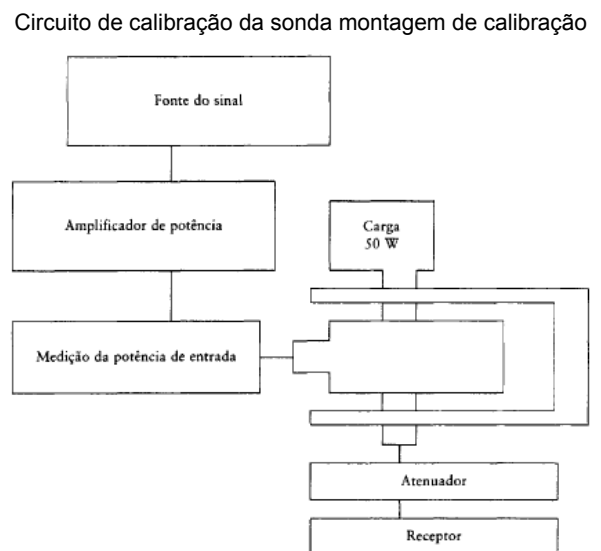 Circuito de calibração da sonda montagem de calibração
Fonte do sinal
Amplificador de potência
Carga
50 W
Medição da potência de entrada
Atenuador
Receptor